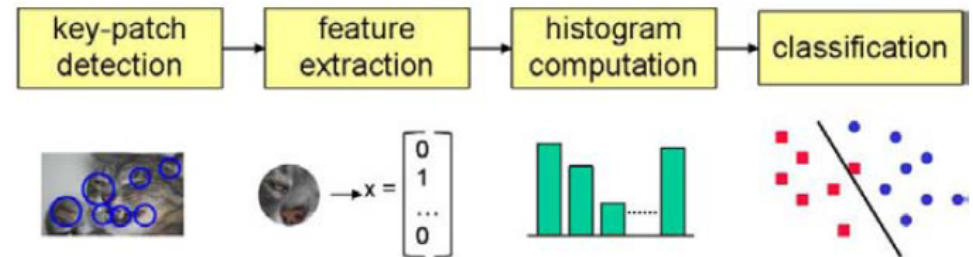 key-patch
detection
feature
extraction
histogram
computation
classification
x =
0
1
...
0